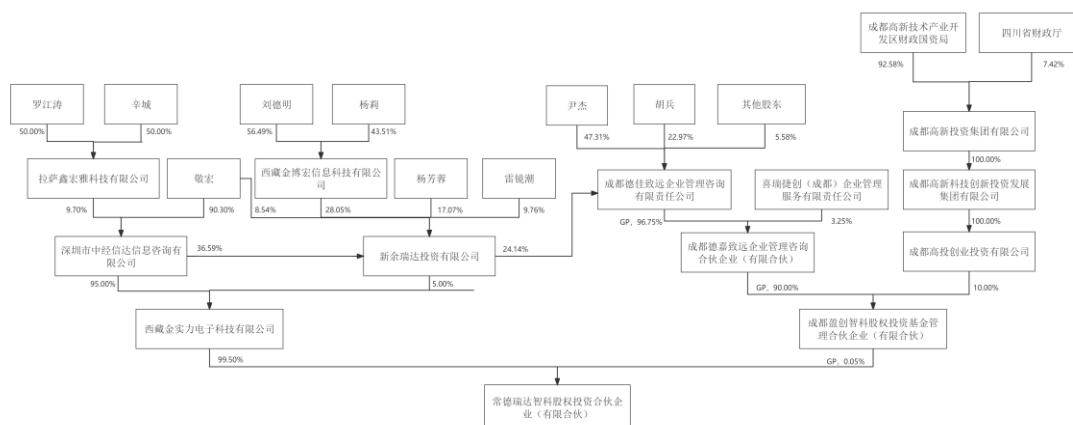 成都高新技术产业开
发区财政国资局
四川省财政厅
92.58%
7.42%
罗江涛
辛城
刘德明
杨莉
尹杰
胡兵
其他股东
50.00%
50.00%
56.49%
43.51%
47.31%
22.97%
5.58%
成都高新投资集团有限公司
100.00%
拉萨鑫宏雅科技有限公司
敬宏
西藏金博宏信息科技有限公
司
杨芳蓉
雷镜潮
成都德佳致远企业管理咨询有
限责任公司
喜瑞捷创（成都）企业管理
服务有限责任公司
成都高新科技创新投资发展
集团有限公司
9.70%
90.30%
8.54%
28.05%
17.07%
9.76%
GP，96.75%
3.25%
100.00%
深圳市中经信达信息咨询有
限公司
36.59%
新余瑞达投资有限公司
24.14%
成都德嘉致远企业管理咨询
合伙企业（有限合伙）
成都高投创业投资有限公司
95.00%
5.00%
GP，90.00%
10.00%
西藏金实力电子科技有限公司
成都盈创智科股权投资基金管
理合伙企业（有限合伙）
99.50%
GP，0.05%
常德瑞达智科股权投资合伙企
业（有限合伙）